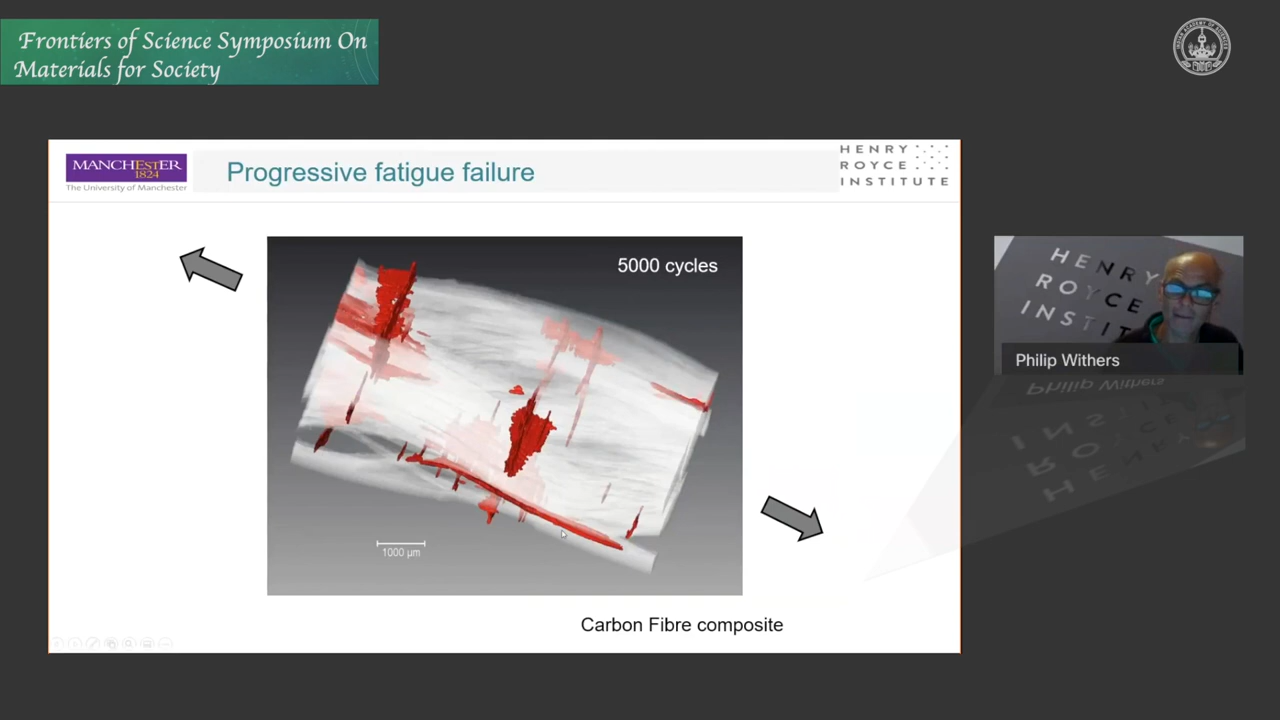 Frontiers of Science Symposium On
Materials for Society
MANCHESTER
1824
The University of Manchester
Progressive fatigue failure
HENRY
ROYCE
INSTITUTE
5000 cycles
1000 µm
Carbon Fibre composite
HENRY
ROYCE
INSTIT
Philip Withers